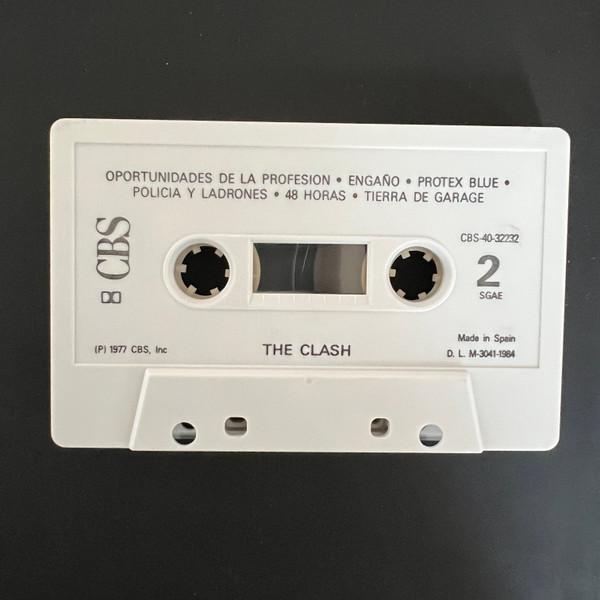 OPORTUNIDADES DE LA PROFESION • ENGAÑO • PROTEX BLUE •
POLICIA Y LADRONES • 48 HORAS • TIERRA DE GARAGE
CBS
CBS-40-32232
2
SGAE
(P) 1977 CBS, Inc
THE CLASH
Made in Spain
D. L. M-3041-1984